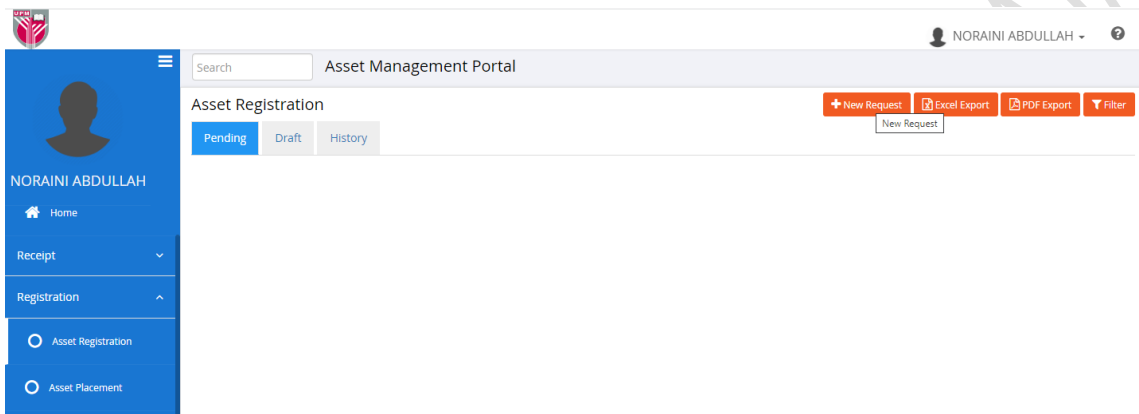 UPM
NORAINI ABDULLAH
Search
Asset Management Portal
Asset Registration
New Request
Excel Export
PDF Export
Filter
New Request
Pending
Draft
History
NORAINI ABDULLAH
Home
Receipt
Registration
Asset Registration
Asset Placement